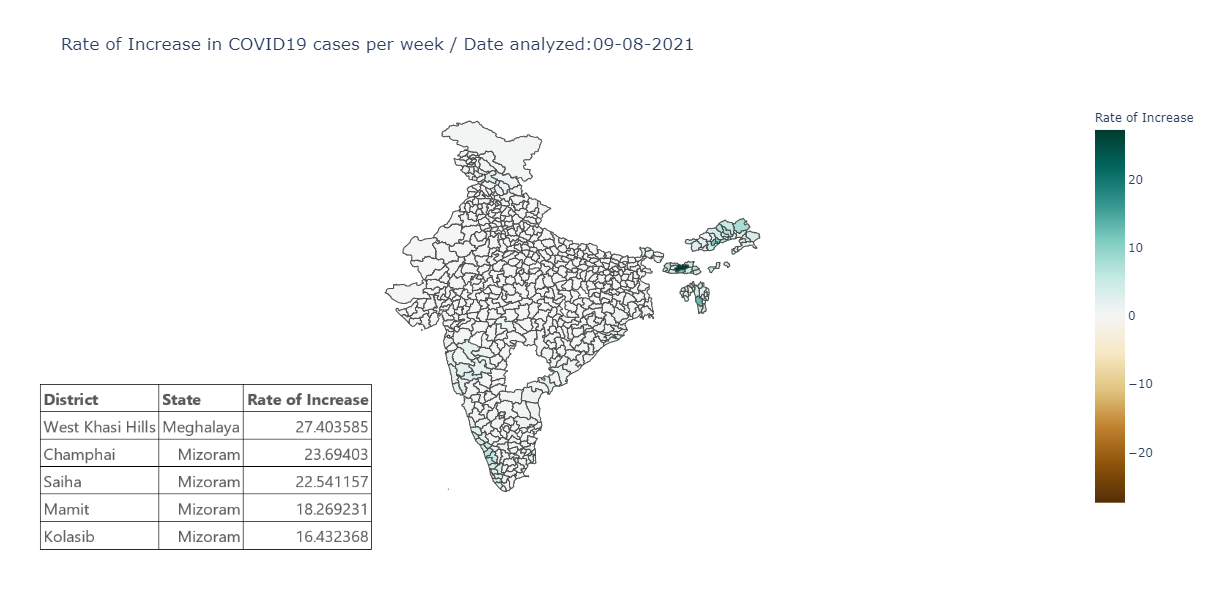 Rate of Increase in COVID19 cases per week / Date analyzed:09-08-2021
Rate of Increase
20
10
0
−10
−20
District State Rate of Increase
West Khasi Hills Meghalaya 27.403585
Champhai Mizoram 23.69403
Saiha Mizoram 22.541157
Mamit Mizoram 18.269231
Kolasib Mizoram 16.432368